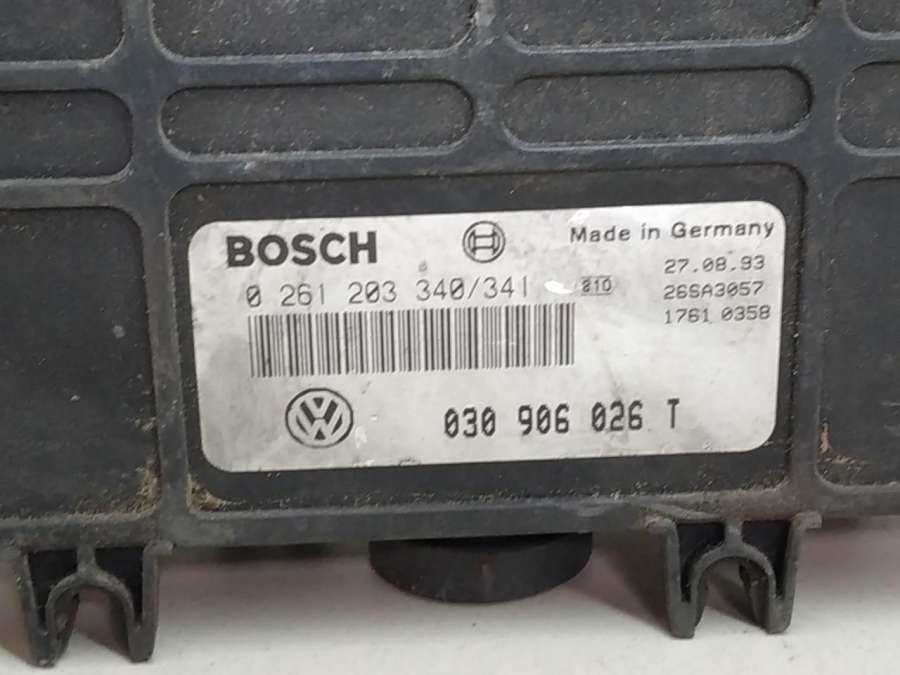 BOSCH
Made in Germany
27.08.93
0 261 203 340/341 810
26SA3057
1761 0358
030 906 026 T